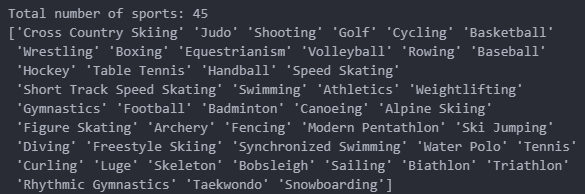 Total number of sports: 45
['Cross Country Skiing' 'Judo' 'Shooting' 'Golf' 'Cycling' 'Basketball'
'Wrestling' 'Boxing' 'Equestrianism' 'Volleyball' 'Rowing' 'Baseball'
'Hockey' 'Table Tennis' 'Handball' 'Speed Skating'
'Short Track Speed Skating' 'Swimming' 'Athletics' 'Weightlifting'
'Gymnastics' 'Football' 'Badminton' 'Canoeing' 'Alpine Skiing'
'Figure Skating' 'Archery' 'Fencing' 'Modern Pentathlon' 'Ski Jumping'
'Diving' 'Freestyle Skiing' 'Synchronized Swimming' 'Water Polo' 'Tennis'
'Curling' 'Luge' 'Skeleton' 'Bobsleigh' 'Sailing' 'Biathlon' 'Triathlon'
'Rhythmic Gymnastics' 'Taekwondo' 'Snowboarding']